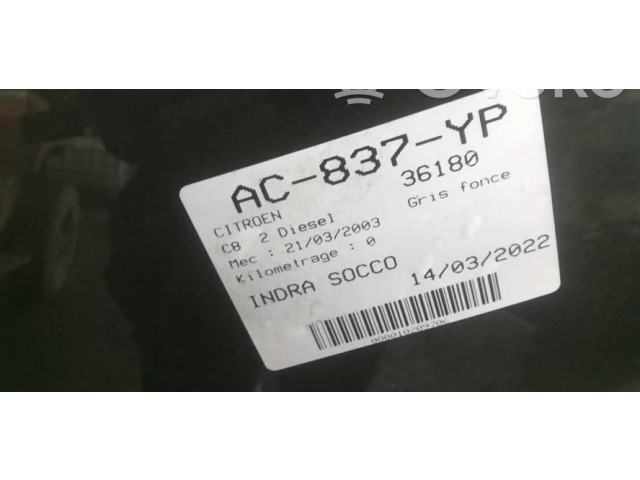 AC-837-YP
CITROEN 36180
C8 2 Diesel Gris fonce
Mec : 21/03/2003
Kilometrage : 0
INDRA SOCCO 14/03/2022